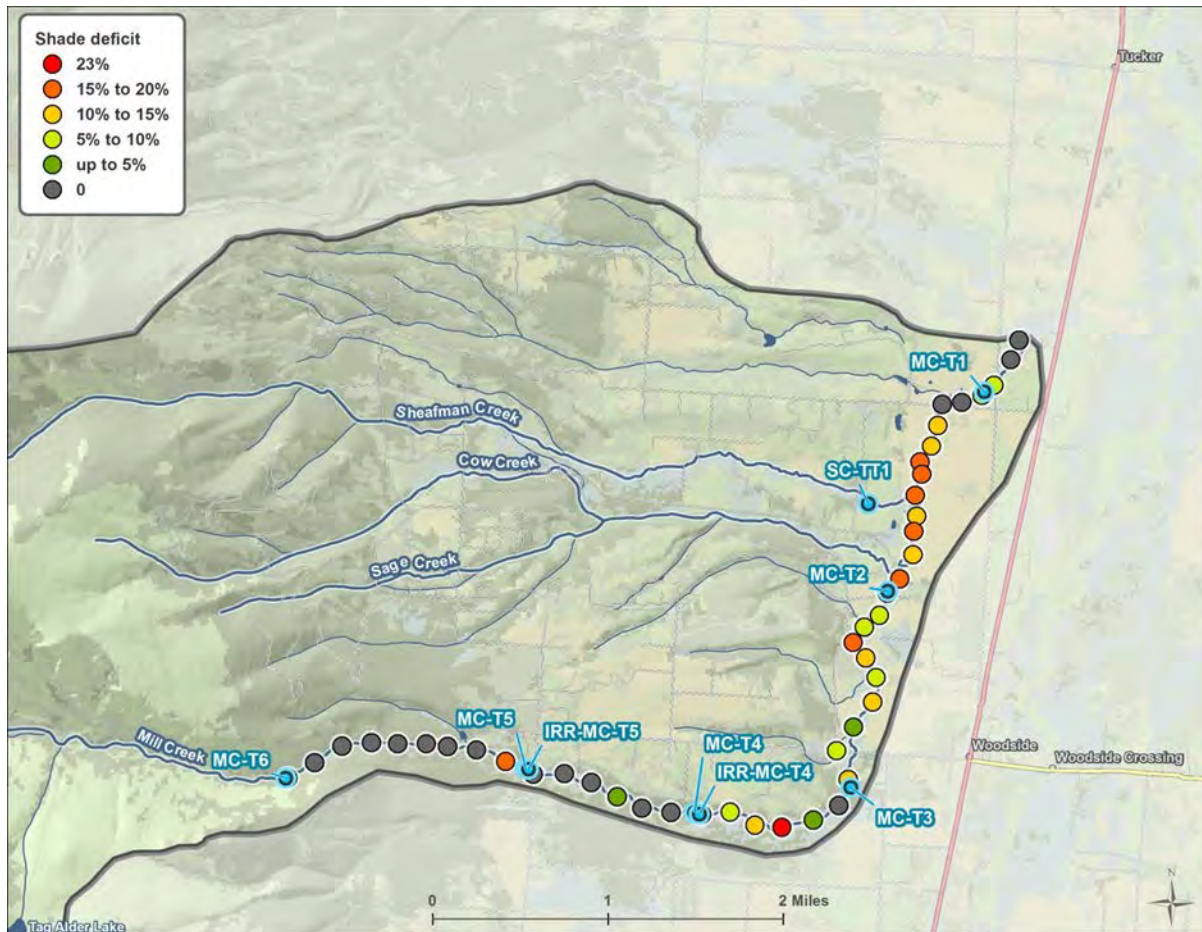 Shade deficit
23%
15% to 20%
10% to 15%
5% to 10%
up to 5%
0
Tucker
MC-T1
Sheafman Creek
Cow Creek
SC-TT1
Sage Creek
MC-T2
MC-T5
IRR-MC-T5
MC-T4
Mill Creek
MC-T6
IRR-MC-T4
Woodside
Woodside Crossing
MC-T3
0 1 2 Miles
N
Tag Alder Lake